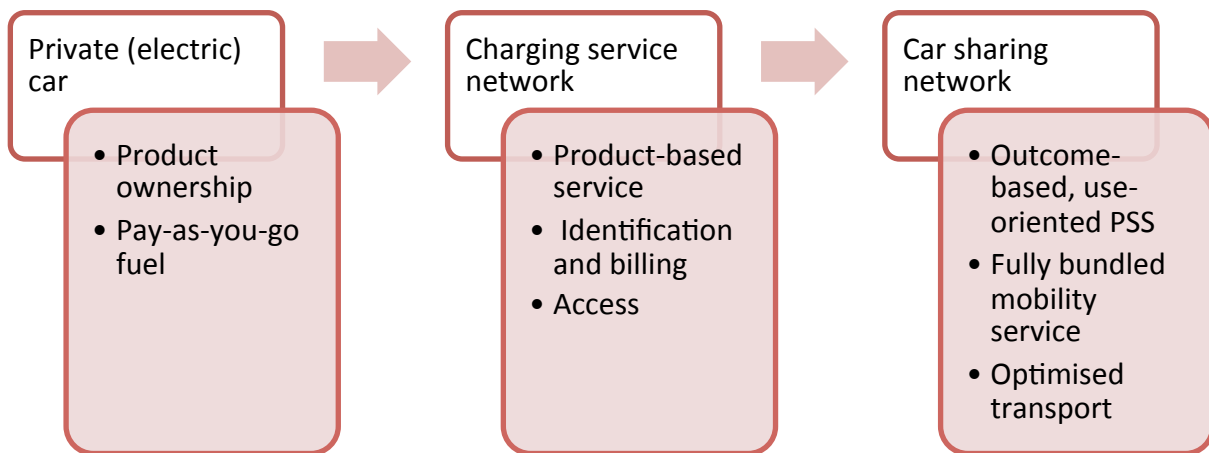 Private (electric)
car
• Product
ownership
• Pay-as-you-go
fuel
Charging service
network
• Product-based
service
• Identification
and billing
• Access
Car sharing
network
• Outcome-
based, use-
oriented PSS
• Fully bundled
mobility
service
• Optimised
transport